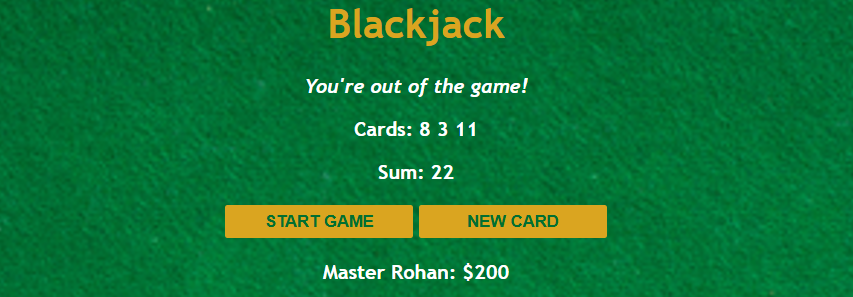 Blackjack
You're out of the game!
Cards: 8 3 11
Sum: 22
START GAME NEW CARD
Master Rohan: $200